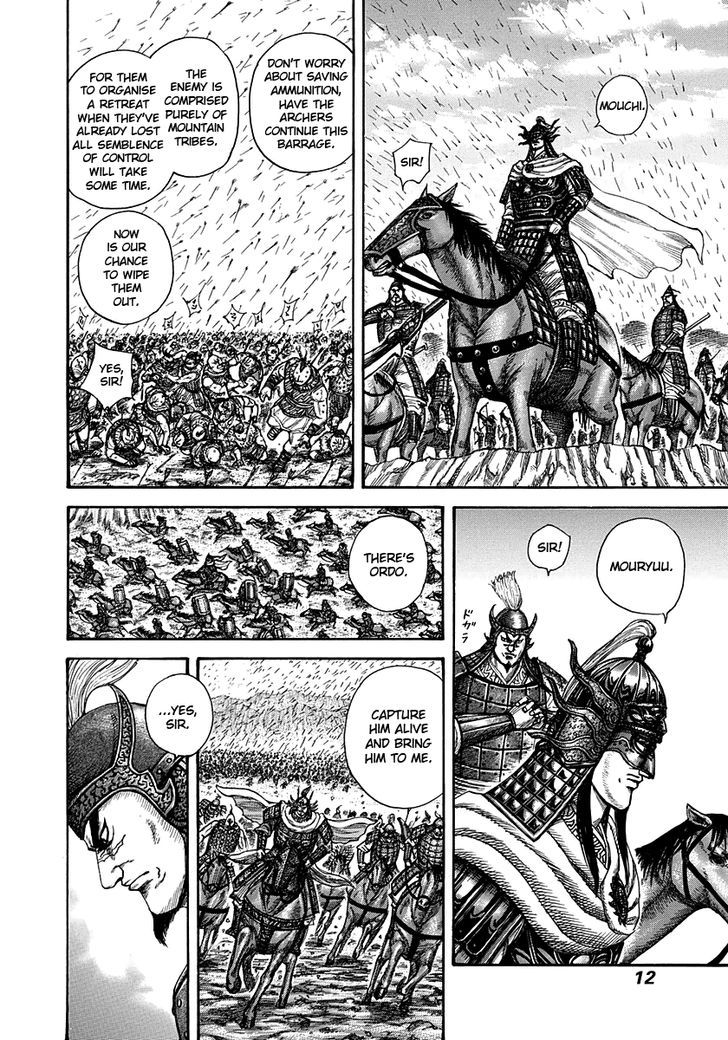 MOUCHI.
SIR!
DON'T WORRY
ABOUT SAVING
AMMUNITION,
HAVE THE
ARCHERS
CONTINUE THIS
BARRAGE.
THE
ENEMY IS
COMPRISED
PURELY OF
MOUNTAIN
TRIBES.
FOR THEM
TO ORGANISE
A RETREAT
WHEN THEY'VE
ALREADY LOST
ALL SEMBLENCE
OF CONTROL
WILL TAKE
SOME TIME.
NOW
IS OUR
CHANCE
TO WIPE
THEM
OUT.
YES,
SIR!
MOURYUU.
SIR!
ドカラ
THERE'S
ORDO.
CAPTURE
HIM ALIVE
AND BRING
HIM TO ME.
...YES,
SIR.
12